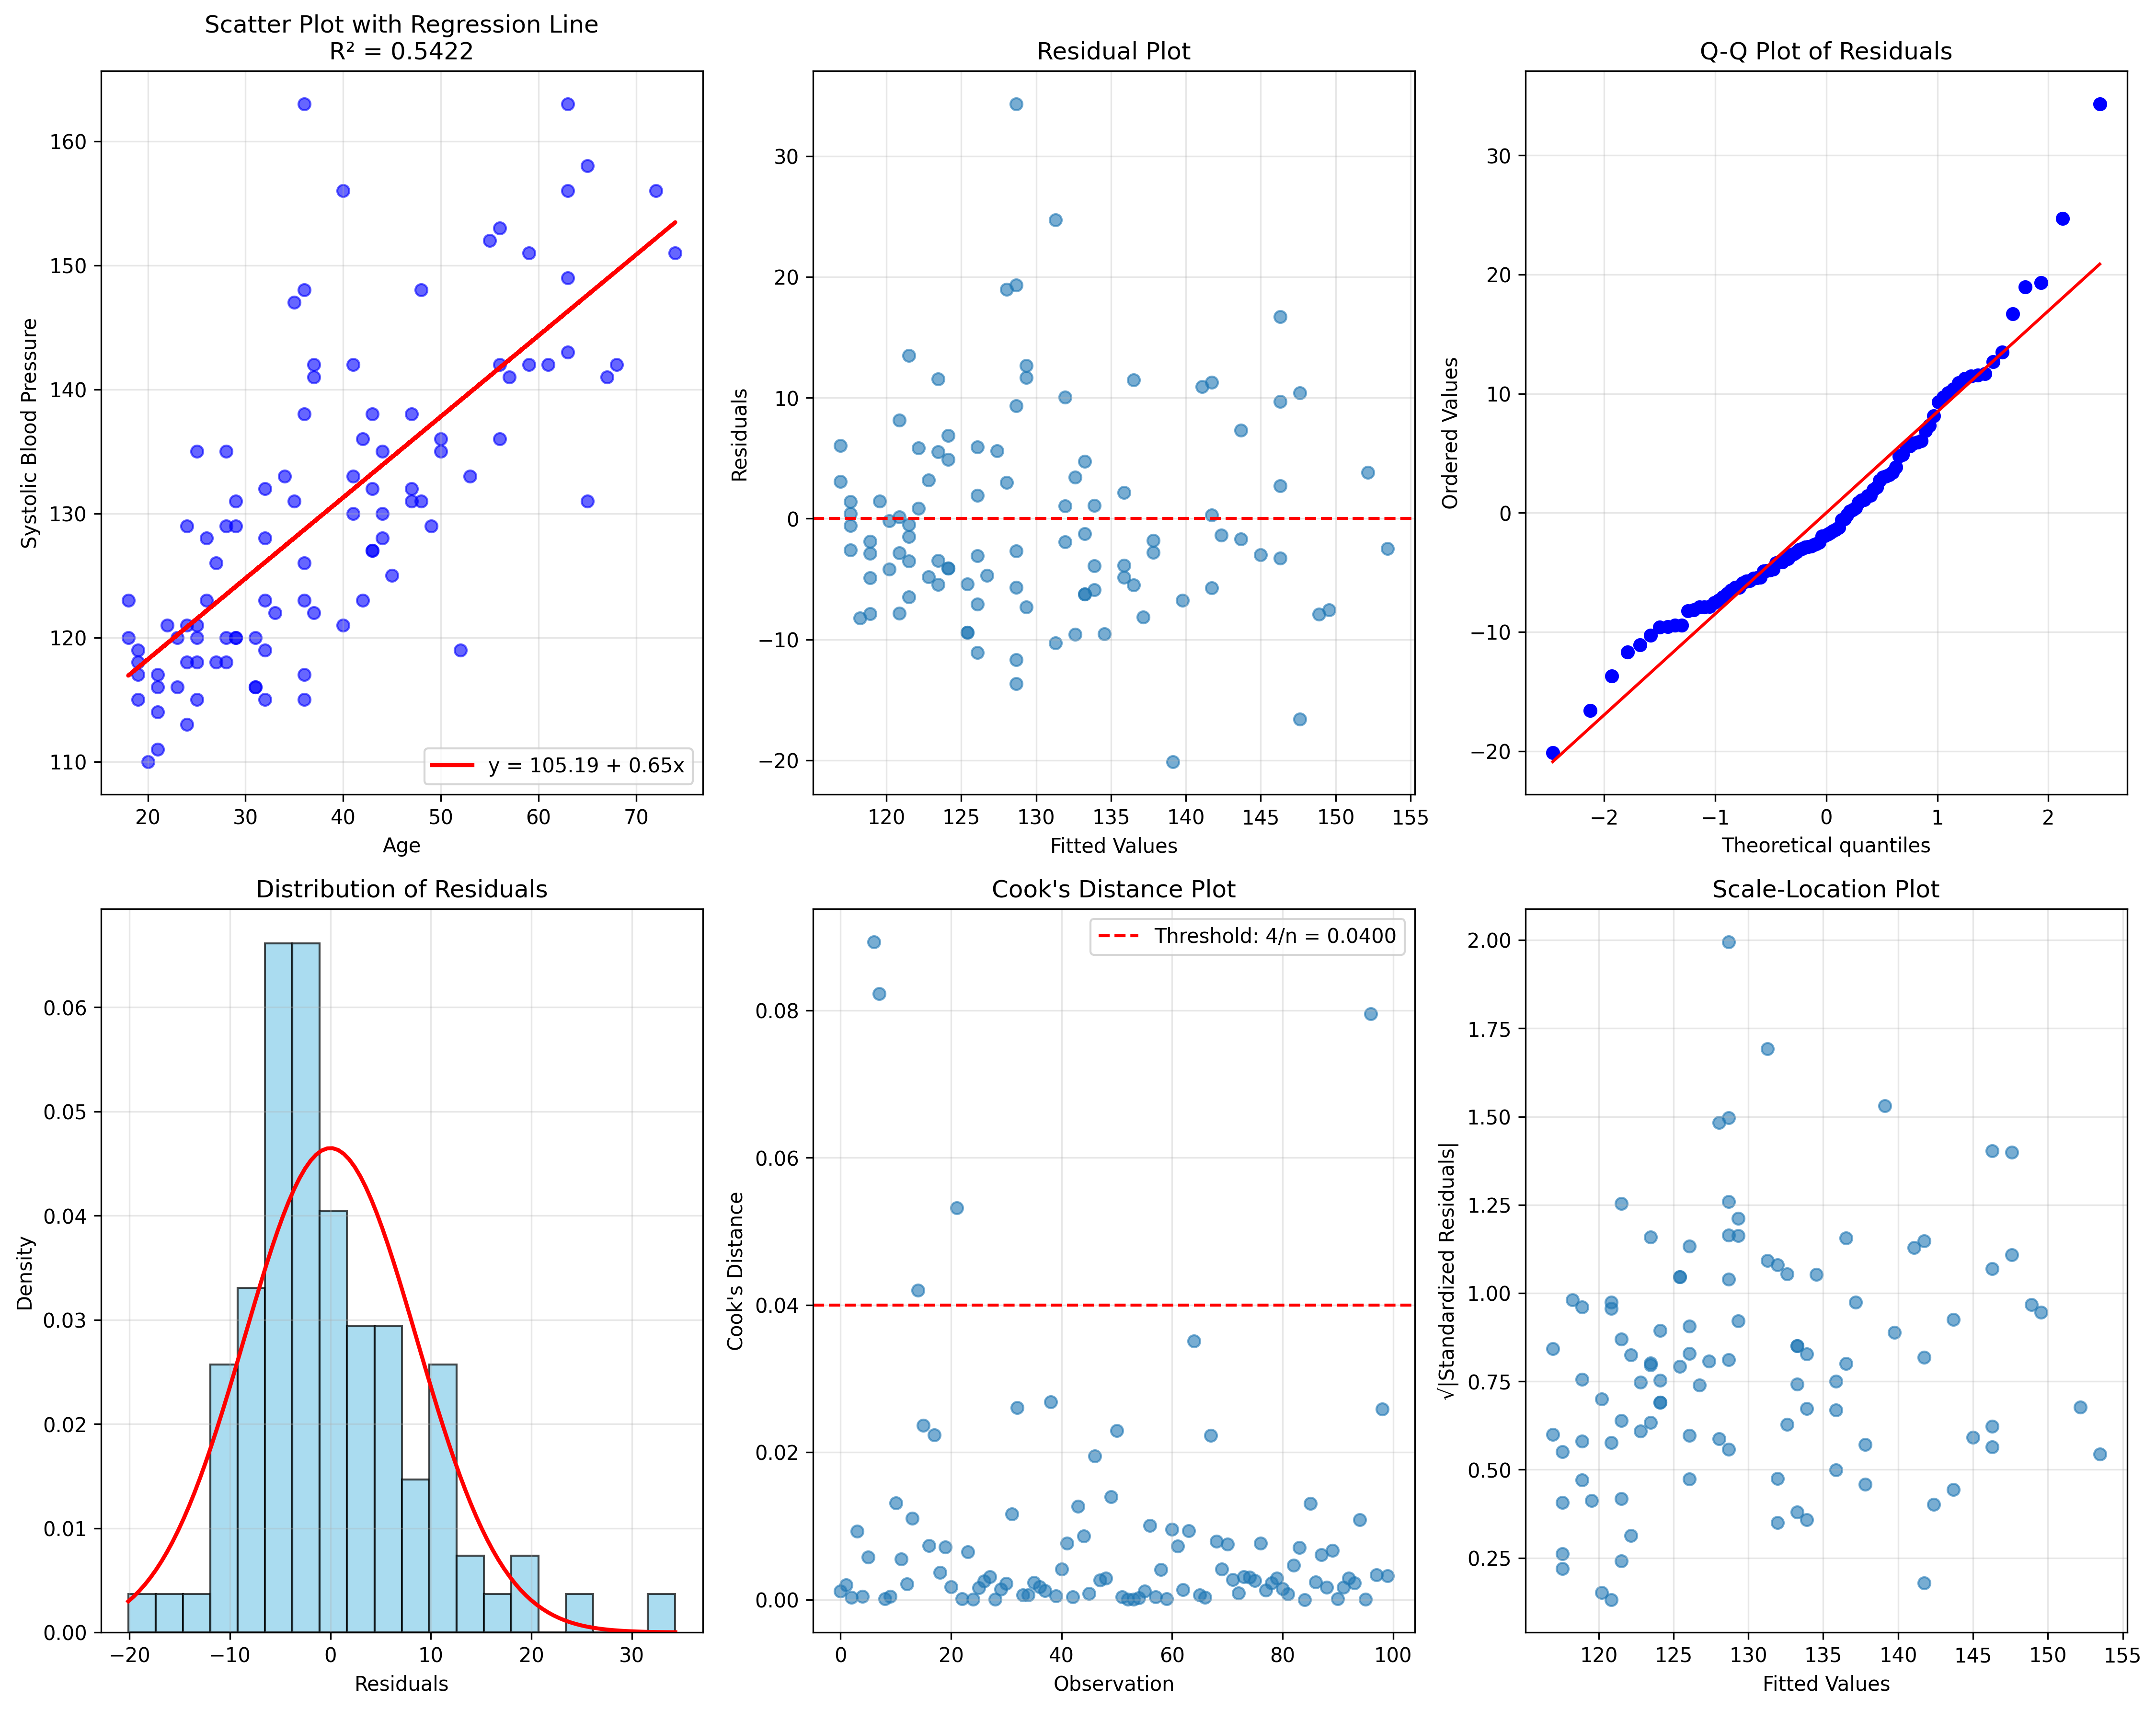 Scatter Plot with Regression Line
R² = 0.5422
160
150
140
130
120
110
Systolic Blood Pressure
y = 105.19 + 0.65x
20 30 40 50 60 70
Age
Residual Plot
30
20
10
0
−10
−20
Residuals
120 125 130 135 140 145 150 155
Fitted Values
Q-Q Plot of Residuals
30
20
10
0
−10
−20
Ordered Values
−2 −1 0 1 2
Theoretical quantiles
Distribution of Residuals
0.06
0.05
0.04
0.03
0.02
0.01
0.00
Density
−20 −10 0 10 20 30
Residuals
Cook's Distance Plot
Threshold: 4/n = 0.0400
0.08
0.06
0.04
0.02
0.00
Cook's Distance
0 20 40 60 80 100
Observation
Scale-Location Plot
2.00
1.75
1.50
1.25
1.00
0.75
0.50
0.25
√|Standardized Residuals|
120 125 130 135 140 145 150 155
Fitted Values